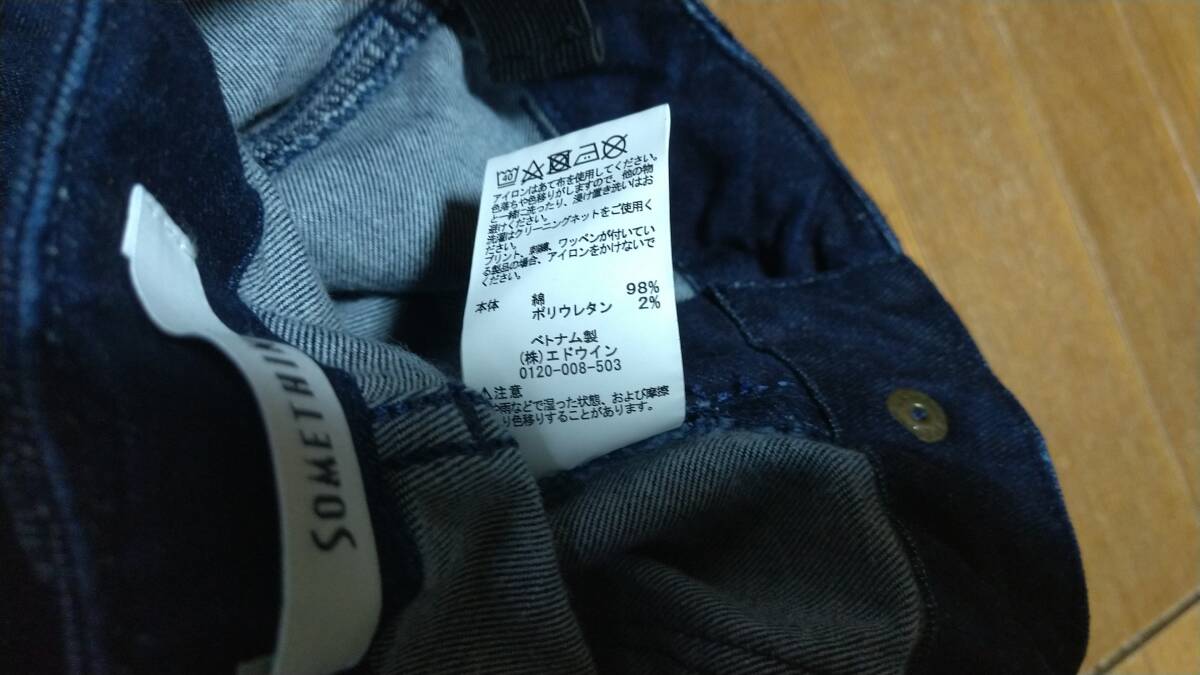 40
アイロンはあて布を使用してください。
色落ちや色移りがしますので、他の物
と一緒に洗ったり、浸け置き洗いはお
避けください。
洗濯はクリーニングネットをご使用く
ださい。
プリント、刺繍、ワッペンが付いてい
る製品の場合、アイロンをかけないで
ください。
本体 綿 98%
ポリウレタン 2%
ベトナム製
(株)エドウイン
0120-008-503
注意
や雨などで湿った状態、および摩擦
り色移りすることがあります。
SOMETHIN